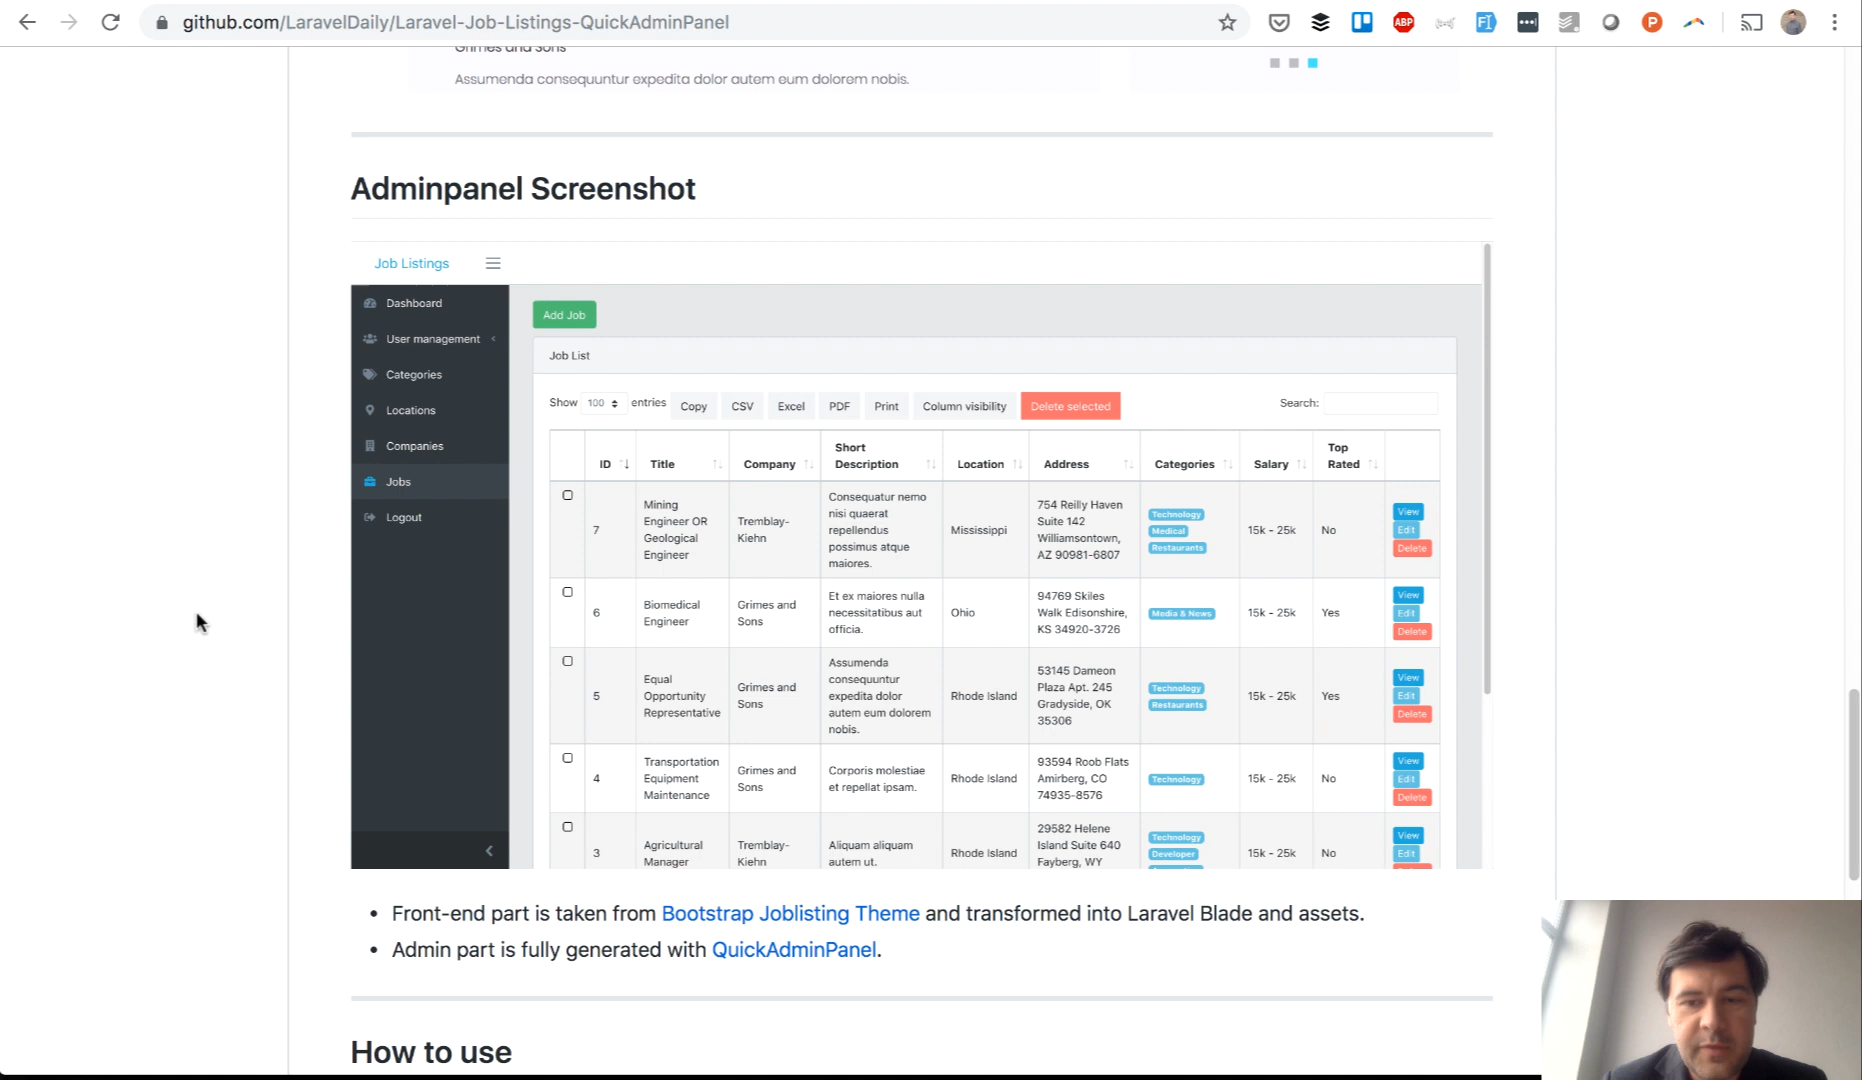 github.com/LaravelDaily/Laravel-Job-Listings-QuickAdminPanel
ABP
P
Grimes and Sons
Assumenda consequuntur expedita dolor autem eum dolorem nobis.
Adminpanel Screenshot
Job Listings
Dashboard
User management
Categories
Locations
Companies
Jobs
Logout
Add Job
Job List
Show 100 entries Copy CSV Excel PDF Print Column visibility Delete selected Search:
ID Title Company Short Description Location Address Categories Salary Top Rated
7
Mining
Engineer OR
Geological
Engineer
Tremblay-
Kiehn
Consequatur nemo
nisi quaerat
repellendus
possimus atque
maiores.
Mississippi
754 Reilly Haven
Suite 142
Williamsontown,
AZ 90981-6807
Technology
Medical
Restaurants
15k - 25k
No
View
Edit
Delete
6
Biomedical
Engineer
Grimes and
Sons
Et ex maiores nulla
necessitatibus aut
officia.
Ohio
94769 Skiles
Walk Edisonshire,
KS 34920-3726
Media & News
15k - 25k
Yes
View
Edit
Delete
5
Equal
Opportunity
Representative
Grimes and
Sons
Assumenda
consequuntur
expedita dolor
autem eum dolorem
nobis.
Rhode Island
53145 Dameon
Plaza Apt. 245
Gradyside, OK
35306
Technology
Restaurants
15k - 25k
Yes
View
Edit
Delete
4
Transportation
Equipment
Maintenance
Grimes and
Sons
Corporis molestiae
et repellat ipsam.
Rhode Island
93594 Roob Flats
Amirberg, CO
74935-8576
Technology
15k - 25k
No
View
Edit
Delete
3
Agricultural
Manager
Tremblay-
Kiehn
Aliquam aliquam
autem ut.
Rhode Island
29582 Helene
Island Suite 640
Fayberg, WY
Technology
Developer
15k - 25k
No
View
Edit
Front-end part is taken from Bootstrap Joblisting Theme and transformed into Laravel Blade and assets.
Admin part is fully generated with QuickAdminPanel.
How to use